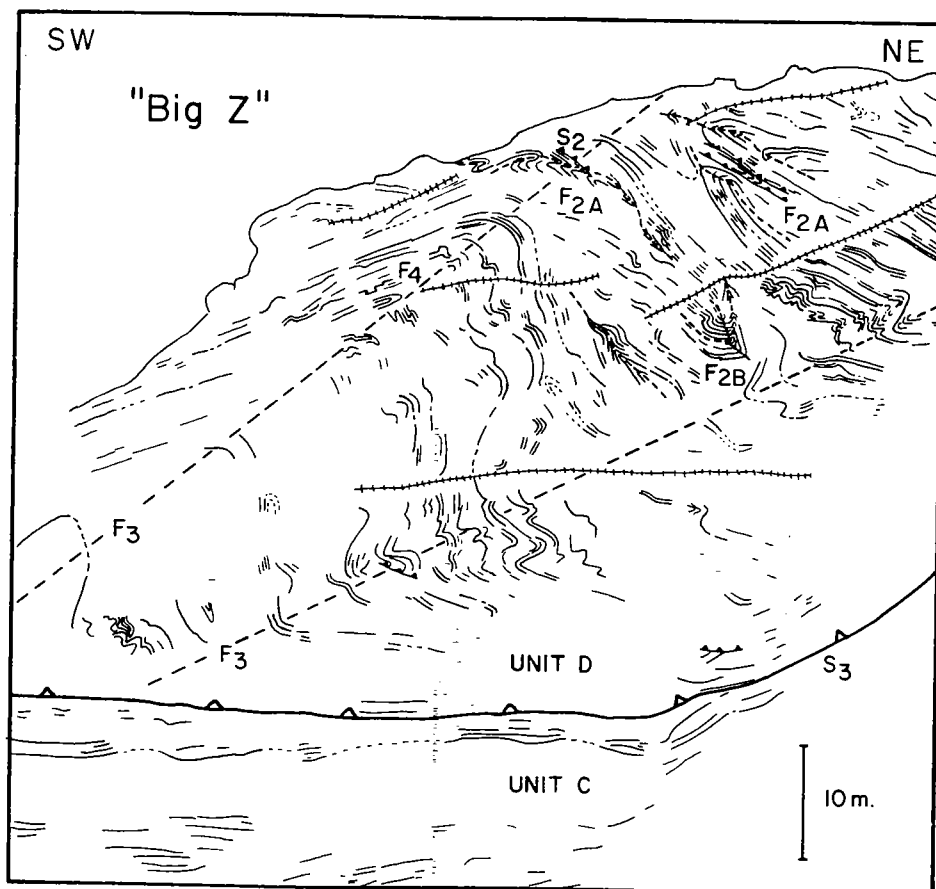 SW
NE
"Big Z"
S2
F2A
F2A
F4
F2B
F3
F3
UNIT D
S3
UNIT C
10 m.